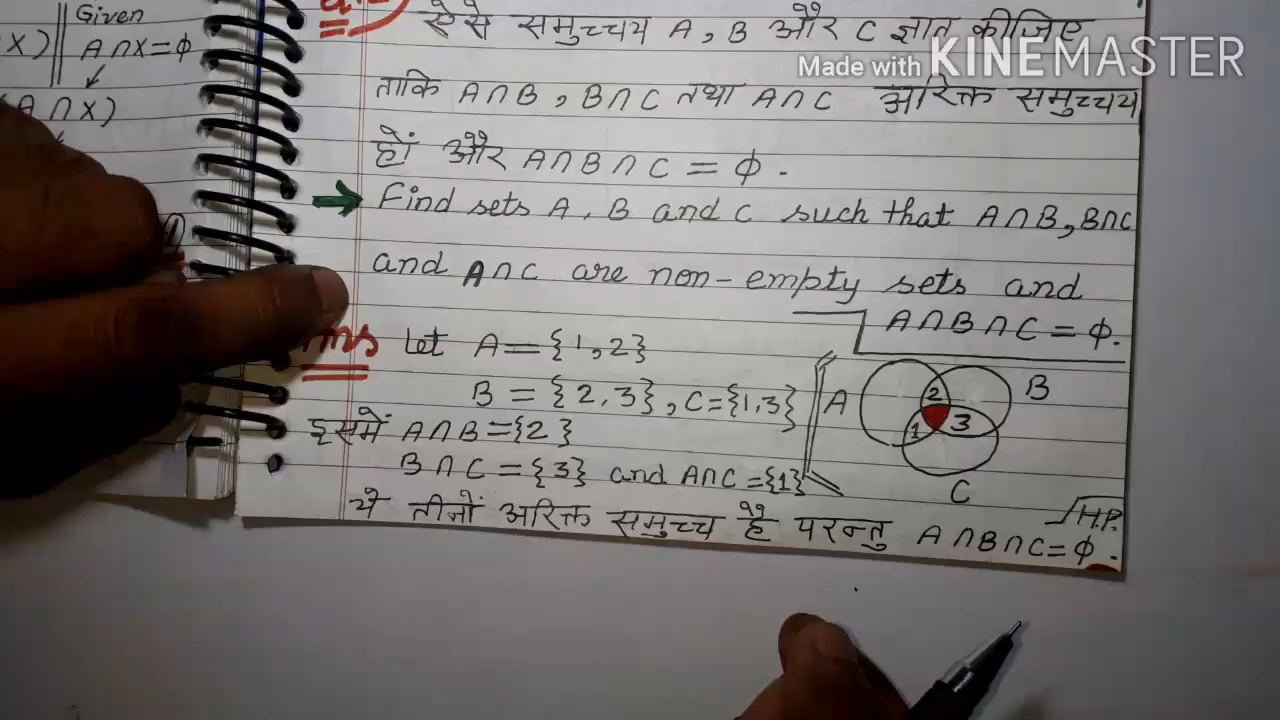 Given
X) A∩X=ϕ
(A∩X)
ऐसे समुच्चय A, B और C ज्ञात कीजिए
Made with KINEMASTER
ताकि A∩B, B∩C तथा A∩C अरिक्त समुच्चय
हों और A∩B∩C = ϕ.
→ Find sets A, B and C such that A∩B, B∩C
and A∩C are non-empty sets and
A∩B∩C = ϕ.
Ans Let A={1,2}
B = {2,3}, C={1,3}
इसमें A∩B={2}
B∩C={3} and A∩C={1}
A B 2 1 3 C
ये तीनों अरिक्त समुच्च है परन्तु A∩B∩C=ϕ.
H.P.